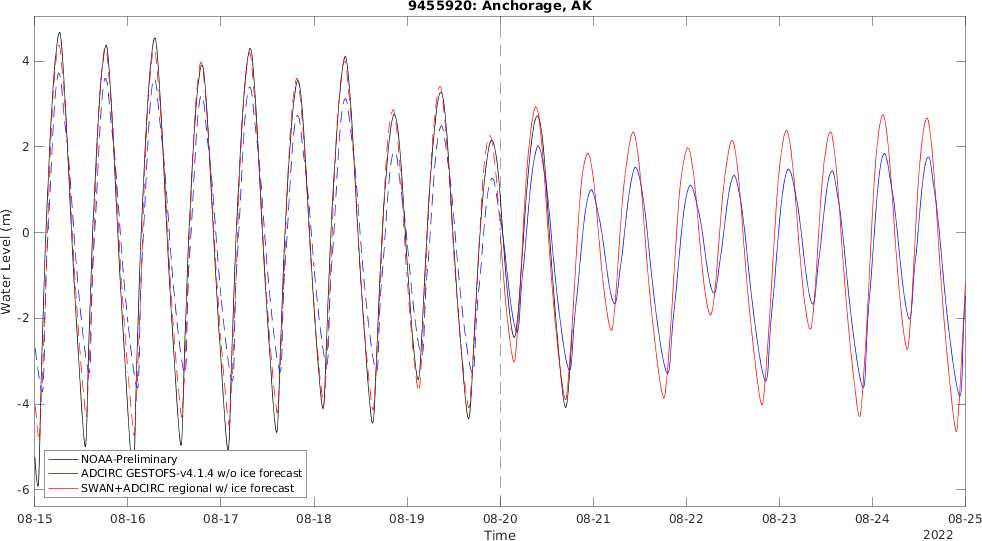 9455920: Anchorage, AK
Water Level (m)
4
2
0
-2
-4
-6
NOAA-Preliminary
ADCIRC GESTOFS-v4.1.4 w/o ice forecast
SWAN+ADCIRC regional w/ ice forecast
08-15 08-16 08-17 08-18 08-19 08-20 08-21 08-22 08-23 08-24 08-25
Time
2022